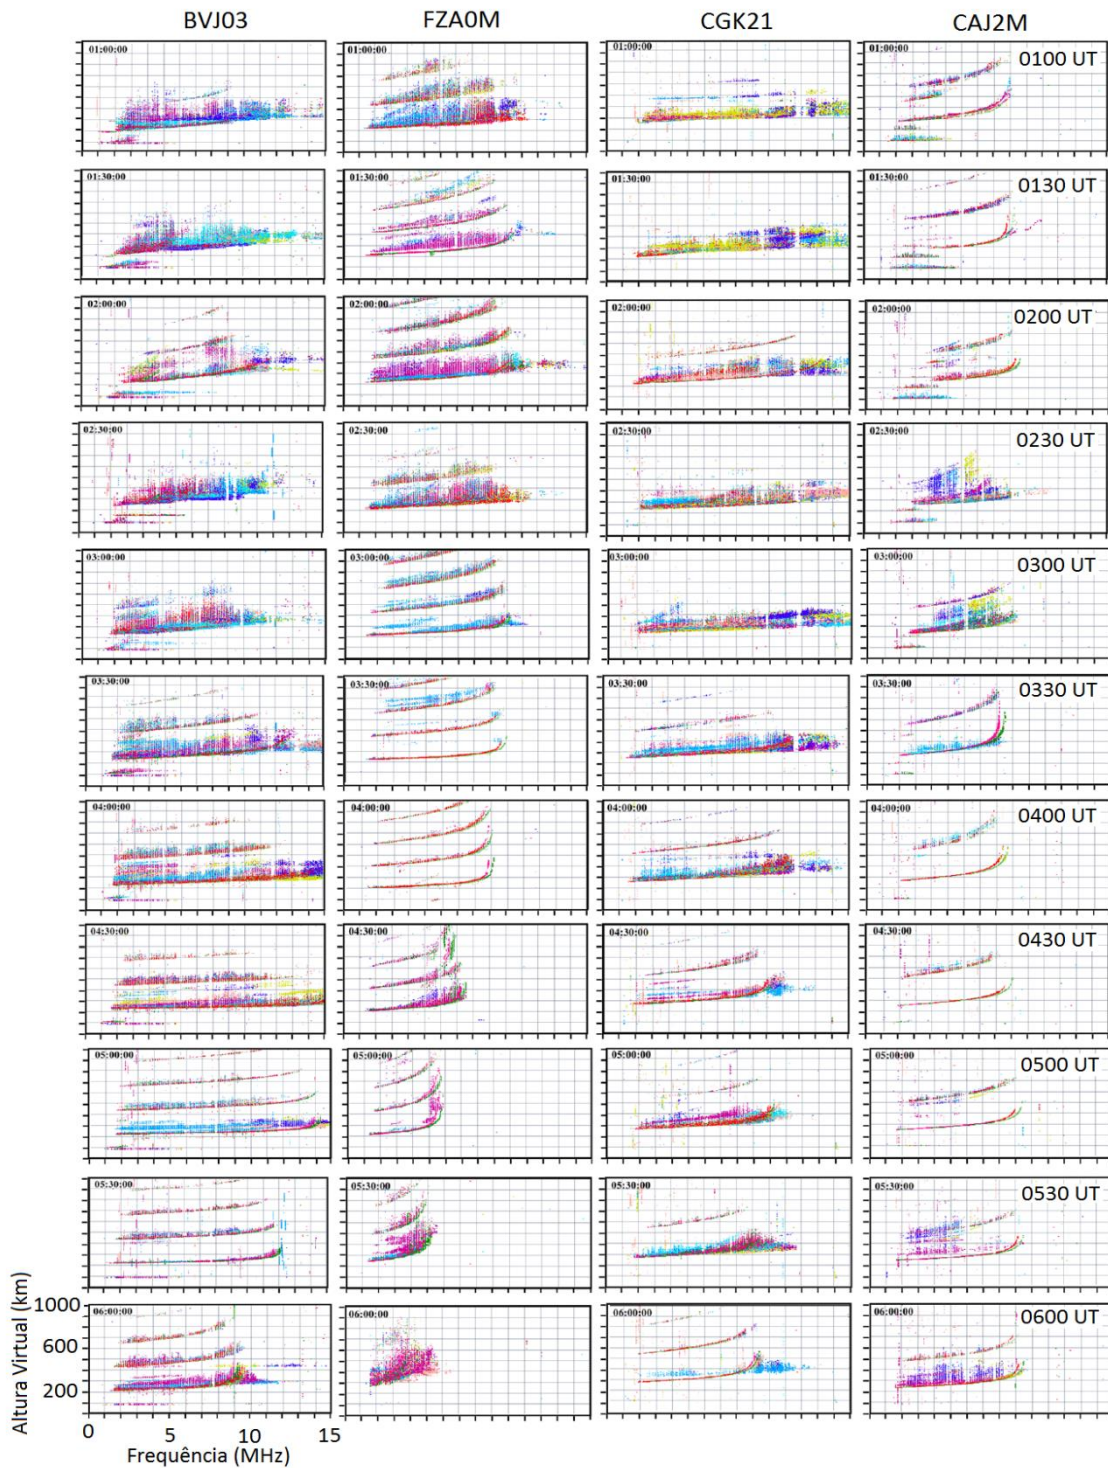 BVJ03 FZA0M CGK21 CAJ2M
01:00:00 01:00:00 01:00:00 01:00:00 0100 UT
01:30:00 01:30:00 01:30:00 01:30:00 0130 UT
02:00:00 02:00:00 02:00:00 02:00:00 0200 UT
02:30:00 02:30:00 02:30:00 02:30:00 0230 UT
03:00:00 03:00:00 03:00:00 03:00:00 0300 UT
03:30:00 03:30:00 03:30:00 03:30:00 0330 UT
04:00:00 04:00:00 04:00:00 04:00:00 0400 UT
04:30:00 04:30:00 04:30:00 04:30:00 0430 UT
05:00:00 05:00:00 05:00:00 05:00:00 0500 UT
05:30:00 05:30:00 05:30:00 05:30:00 0530 UT
06:00:00 06:00:00 06:00:00 06:00:00 0600 UT
Altura Virtual (km)
1000
600
200
0 5 10 15
Frequência (MHz)